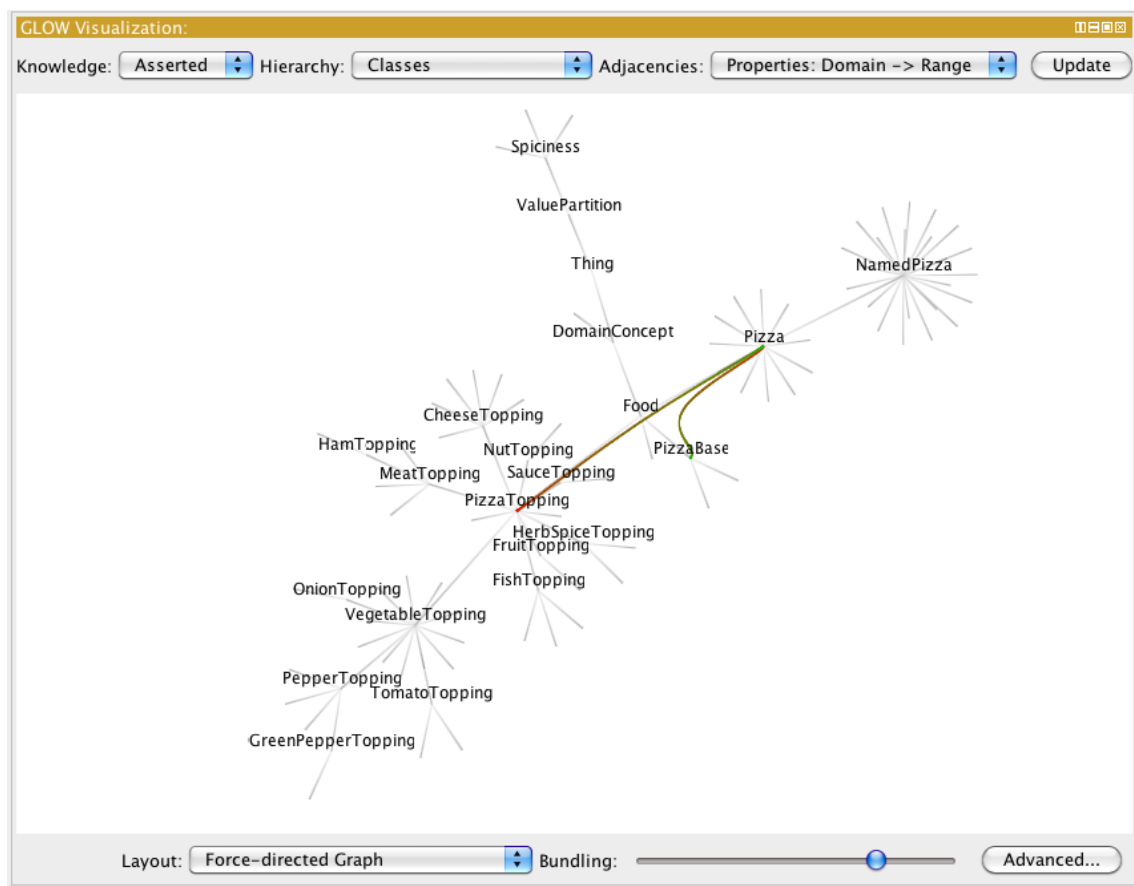 GLOW Visualization:
Knowledge: Asserted Hierarchy: Classes Adjacencies: Properties: Domain -> Range Update
Spiciness
ValuePartition
Thing
NamedPizza
DomainConcept
Pizza
Food
CheeseTopping
HamTopping
NutTopping
PizzaBase
MeatTopping
SauceTopping
PizzaTopping
HerbSpiceTopping
FruitTopping
FishTopping
OnionTopping
VegetableTopping
PepperTopping
TomatoTopping
GreenPepperTopping
Layout: Force-directed Graph Bundling: Advanced...